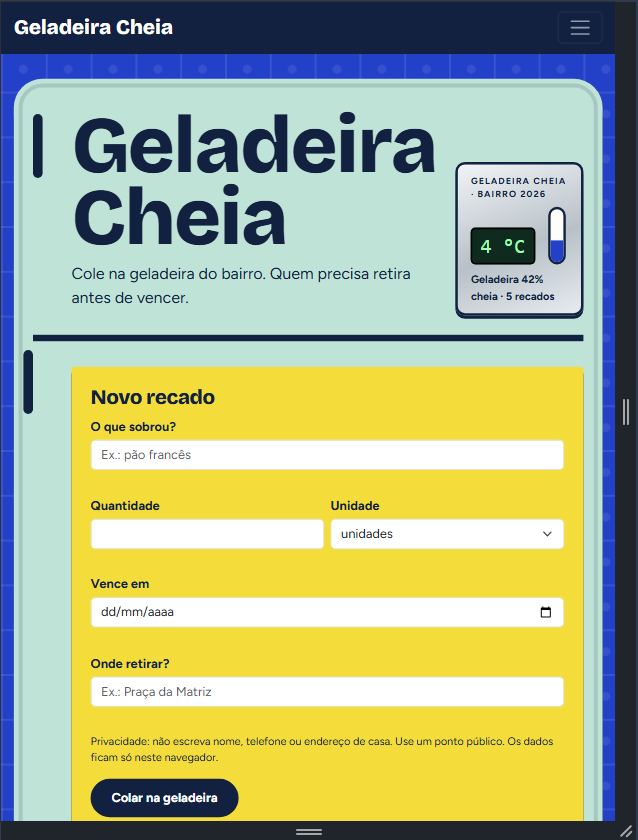 Geladeira Cheia
Geladeira
Cheia
Cole na geladeira do bairro. Quem precisa retira
antes de vencer.
GELADEIRA CHEIA
· BAIRRO 2026
4 °C
Geladeira 42%
cheia · 5 recados
Novo recado
O que sobrou?
Ex.: pão francês
Quantidade
Unidade
unidades
Vence em
dd/mm/aaaa
Onde retirar?
Ex.: Praça da Matriz
Privacidade: não escreva nome, telefone ou endereço de casa. Use um ponto público. Os dados
ficam só neste navegador.
Colar na geladeira